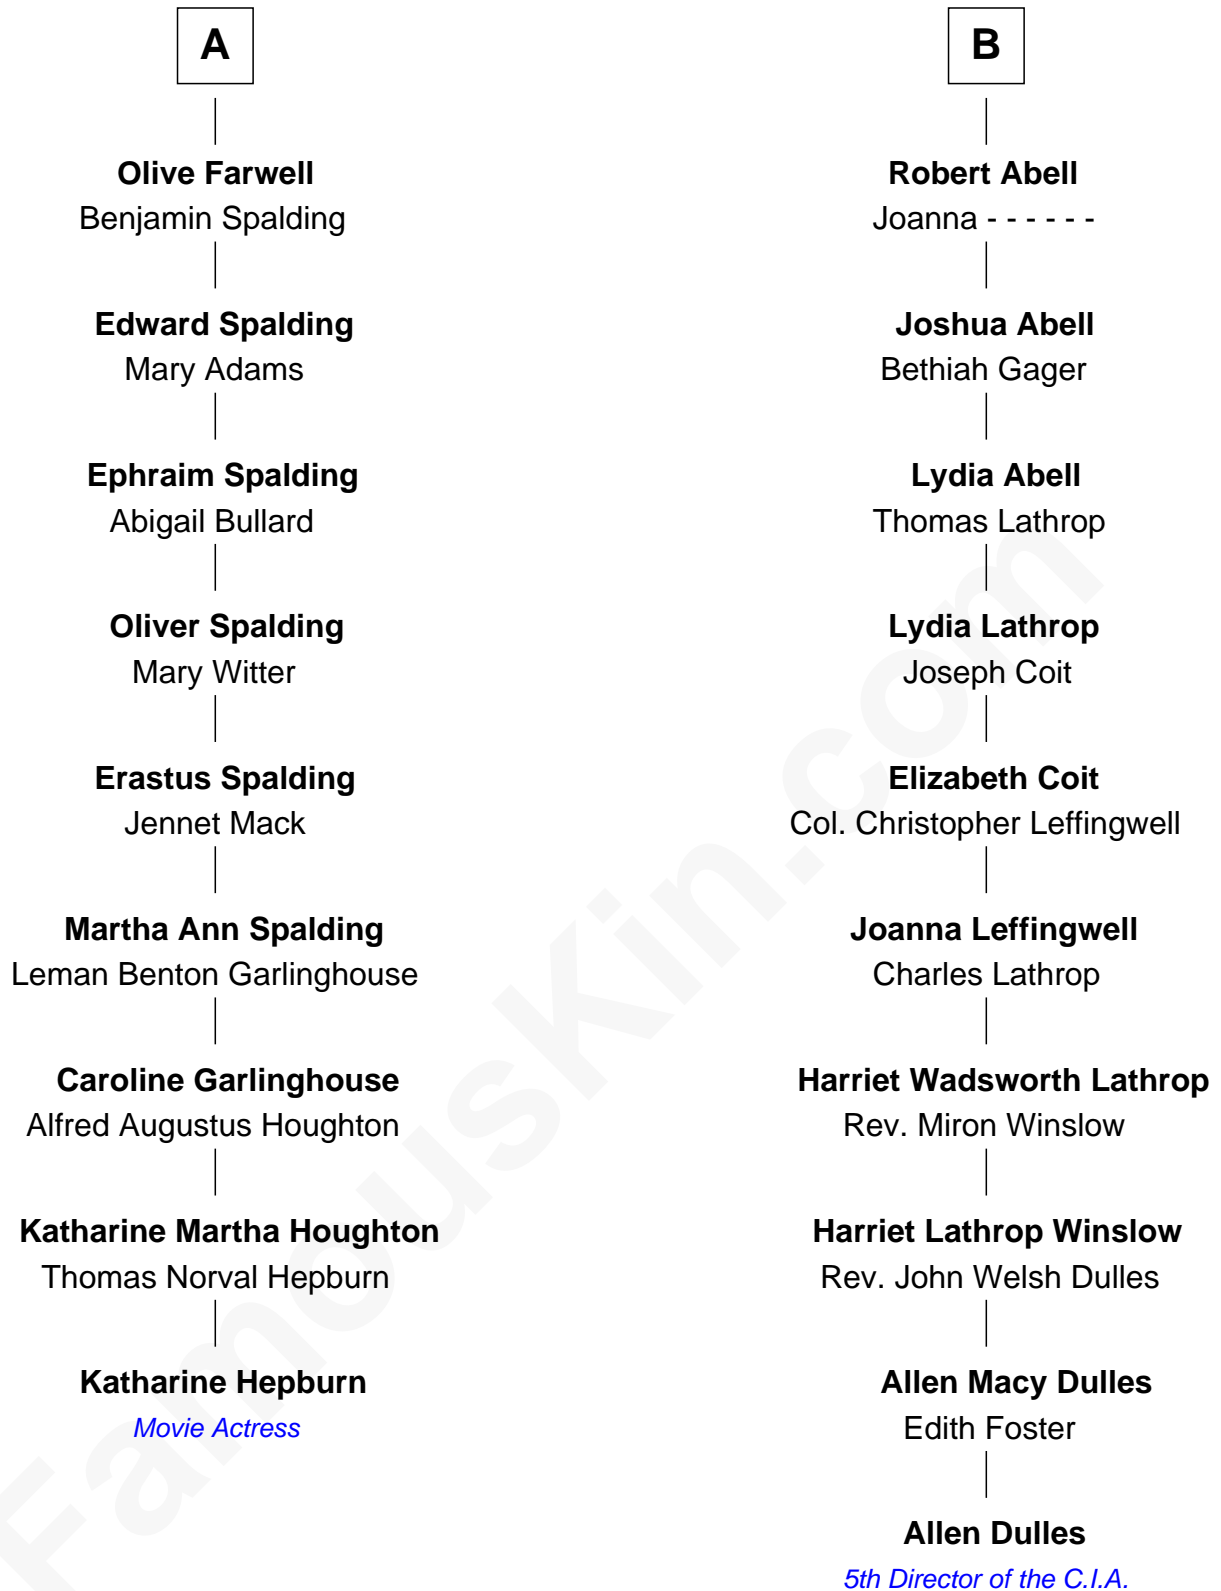 A
Olive Farwell
Benjamin Spalding
Edward Spalding
Mary Adams
Ephraim Spalding
Abigail Bullard
Oliver Spalding
Mary Witter
Erastus Spalding
Jennet Mack
Martha Ann Spalding
Leman Benton Garlinghouse
Caroline Garlinghouse
Alfred Augustus Houghton
Katharine Martha Houghton
Thomas Norval Hepburn
Katharine Hepburn
Movie Actress
B
Robert Abell
Joanna - - - - - -
Joshua Abell
Bethiah Gager
Lydia Abell
Thomas Lathrop
Lydia Lathrop
Joseph Coit
Elizabeth Coit
Col. Christopher Leffingwell
Joanna Leffingwell
Charles Lathrop
Harriet Wadsworth Lathrop
Rev. Miron Winslow
Harriet Lathrop Winslow
Rev. John Welsh Dulles
Allen Macy Dulles
Edith Foster
Allen Dulles
5th Director of the C.I.A.
FamousKin.com